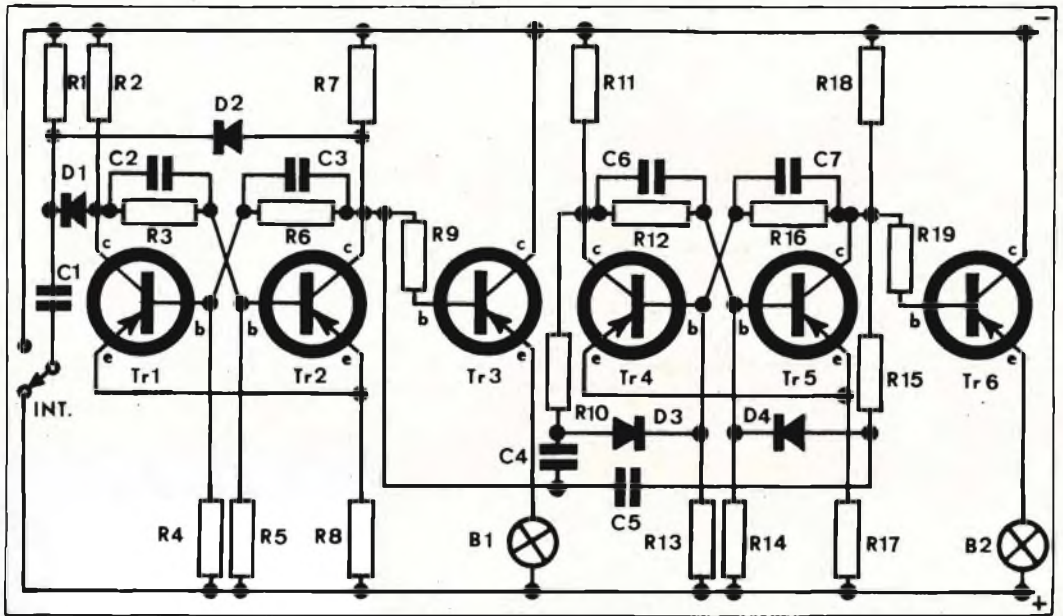 −
R1 R2 R7 R11 R18
D2
D1 C2 C3 C6 C7
R3 R6 R9 R12 R16 R19
c c c c c c
C1
b b b b b b
e e e e e e
Tr1 Tr2 Tr3 Tr4 Tr5 Tr6
INT.
R10 D3 D4 R15
C4
C5
R4 R5 R8 B1 R13 R14 R17 B2
+